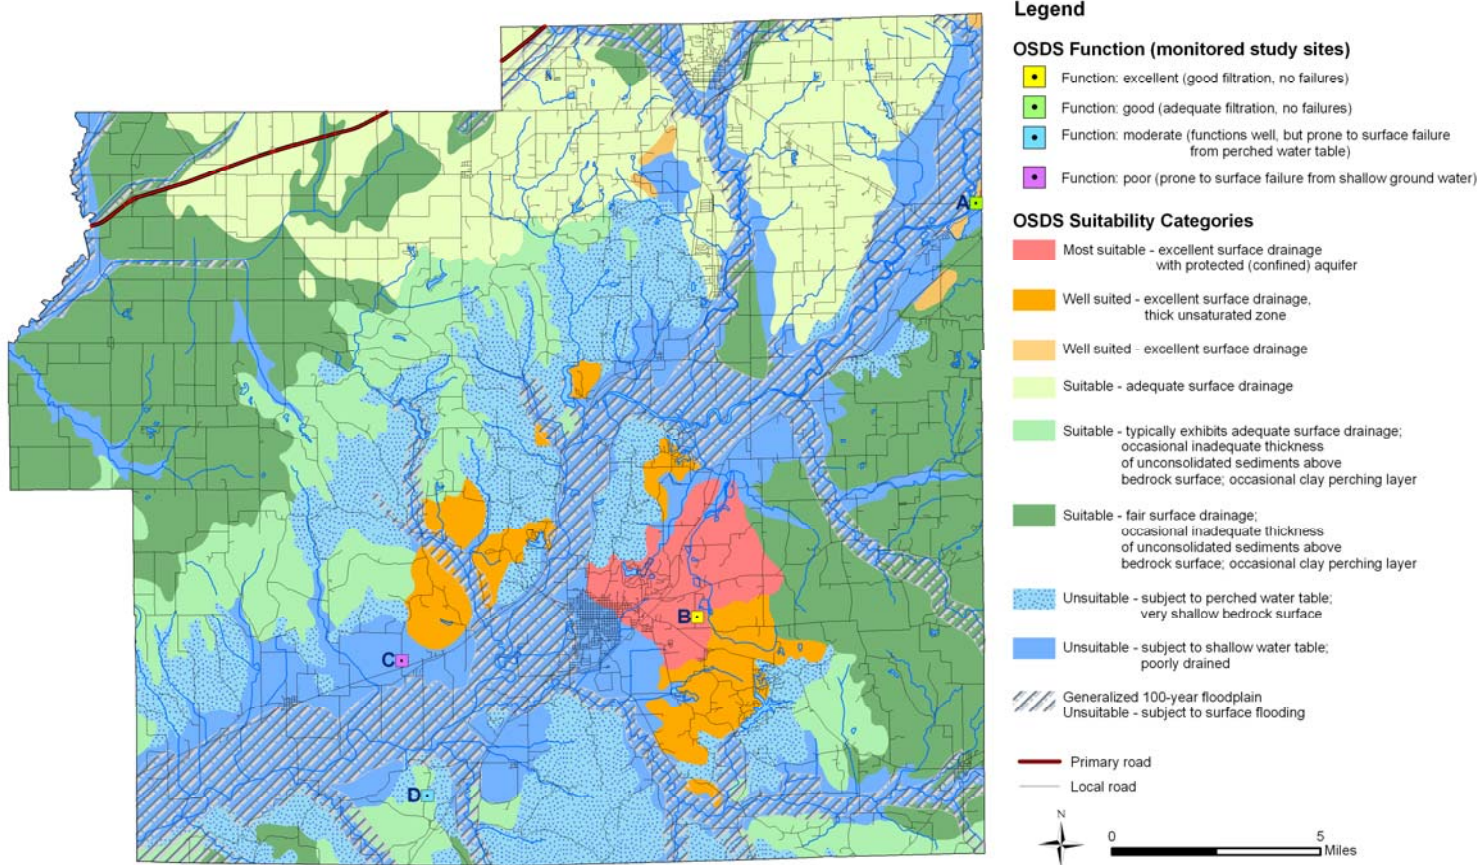 Legend
OSDS Function (monitored study sites)
Function: excellent (good filtration, no failures)
Function: good (adequate filtration, no failures)
Function: moderate (functions well, but prone to surface failure
from perched water table)
Function: poor (prone to surface failure from shallow ground water)
OSDS Suitability Categories
Most suitable - excellent surface drainage
with protected (confined) aquifer
Well suited - excellent surface drainage,
thick unsaturated zone
Well suited - excellent surface drainage
Suitable - adequate surface drainage
Suitable - typically exhibits adequate surface drainage;
occasional inadequate thickness
of unconsolidated sediments above
bedrock surface; occasional clay perching layer
Suitable - fair surface drainage;
occasional inadequate thickness
of unconsolidated sediments above
bedrock surface; occasional clay perching layer
Unsuitable - subject to perched water table;
very shallow bedrock surface
Unsuitable - subject to shallow water table;
poorly drained
Generalized 100-year floodplain
Unsuitable - subject to surface flooding
Primary road
Local road
N
0 5
Miles
A
B
C
D